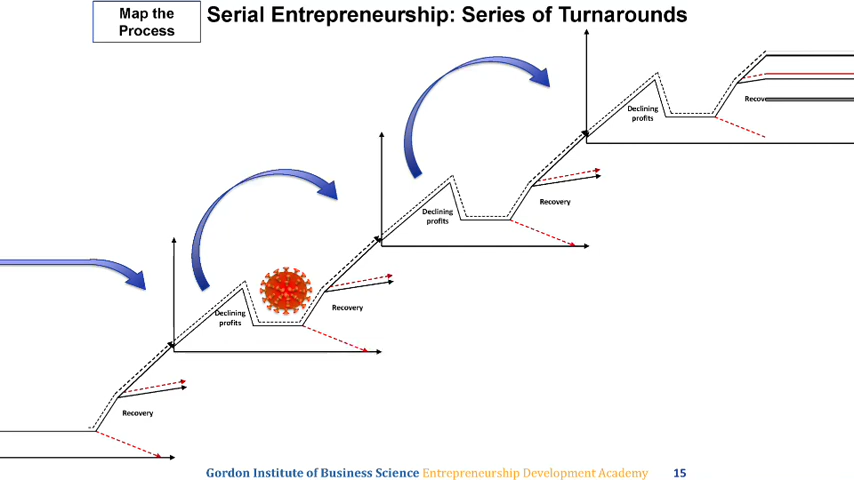 Map the
Process
Serial Entrepreneurship: Series of Turnarounds
Declining
profits
Recove
Declining
profits
Recovery
Declining
profits
Recovery
Recovery
Gordon Institute of Business Science Entrepreneurship Development Academy 15